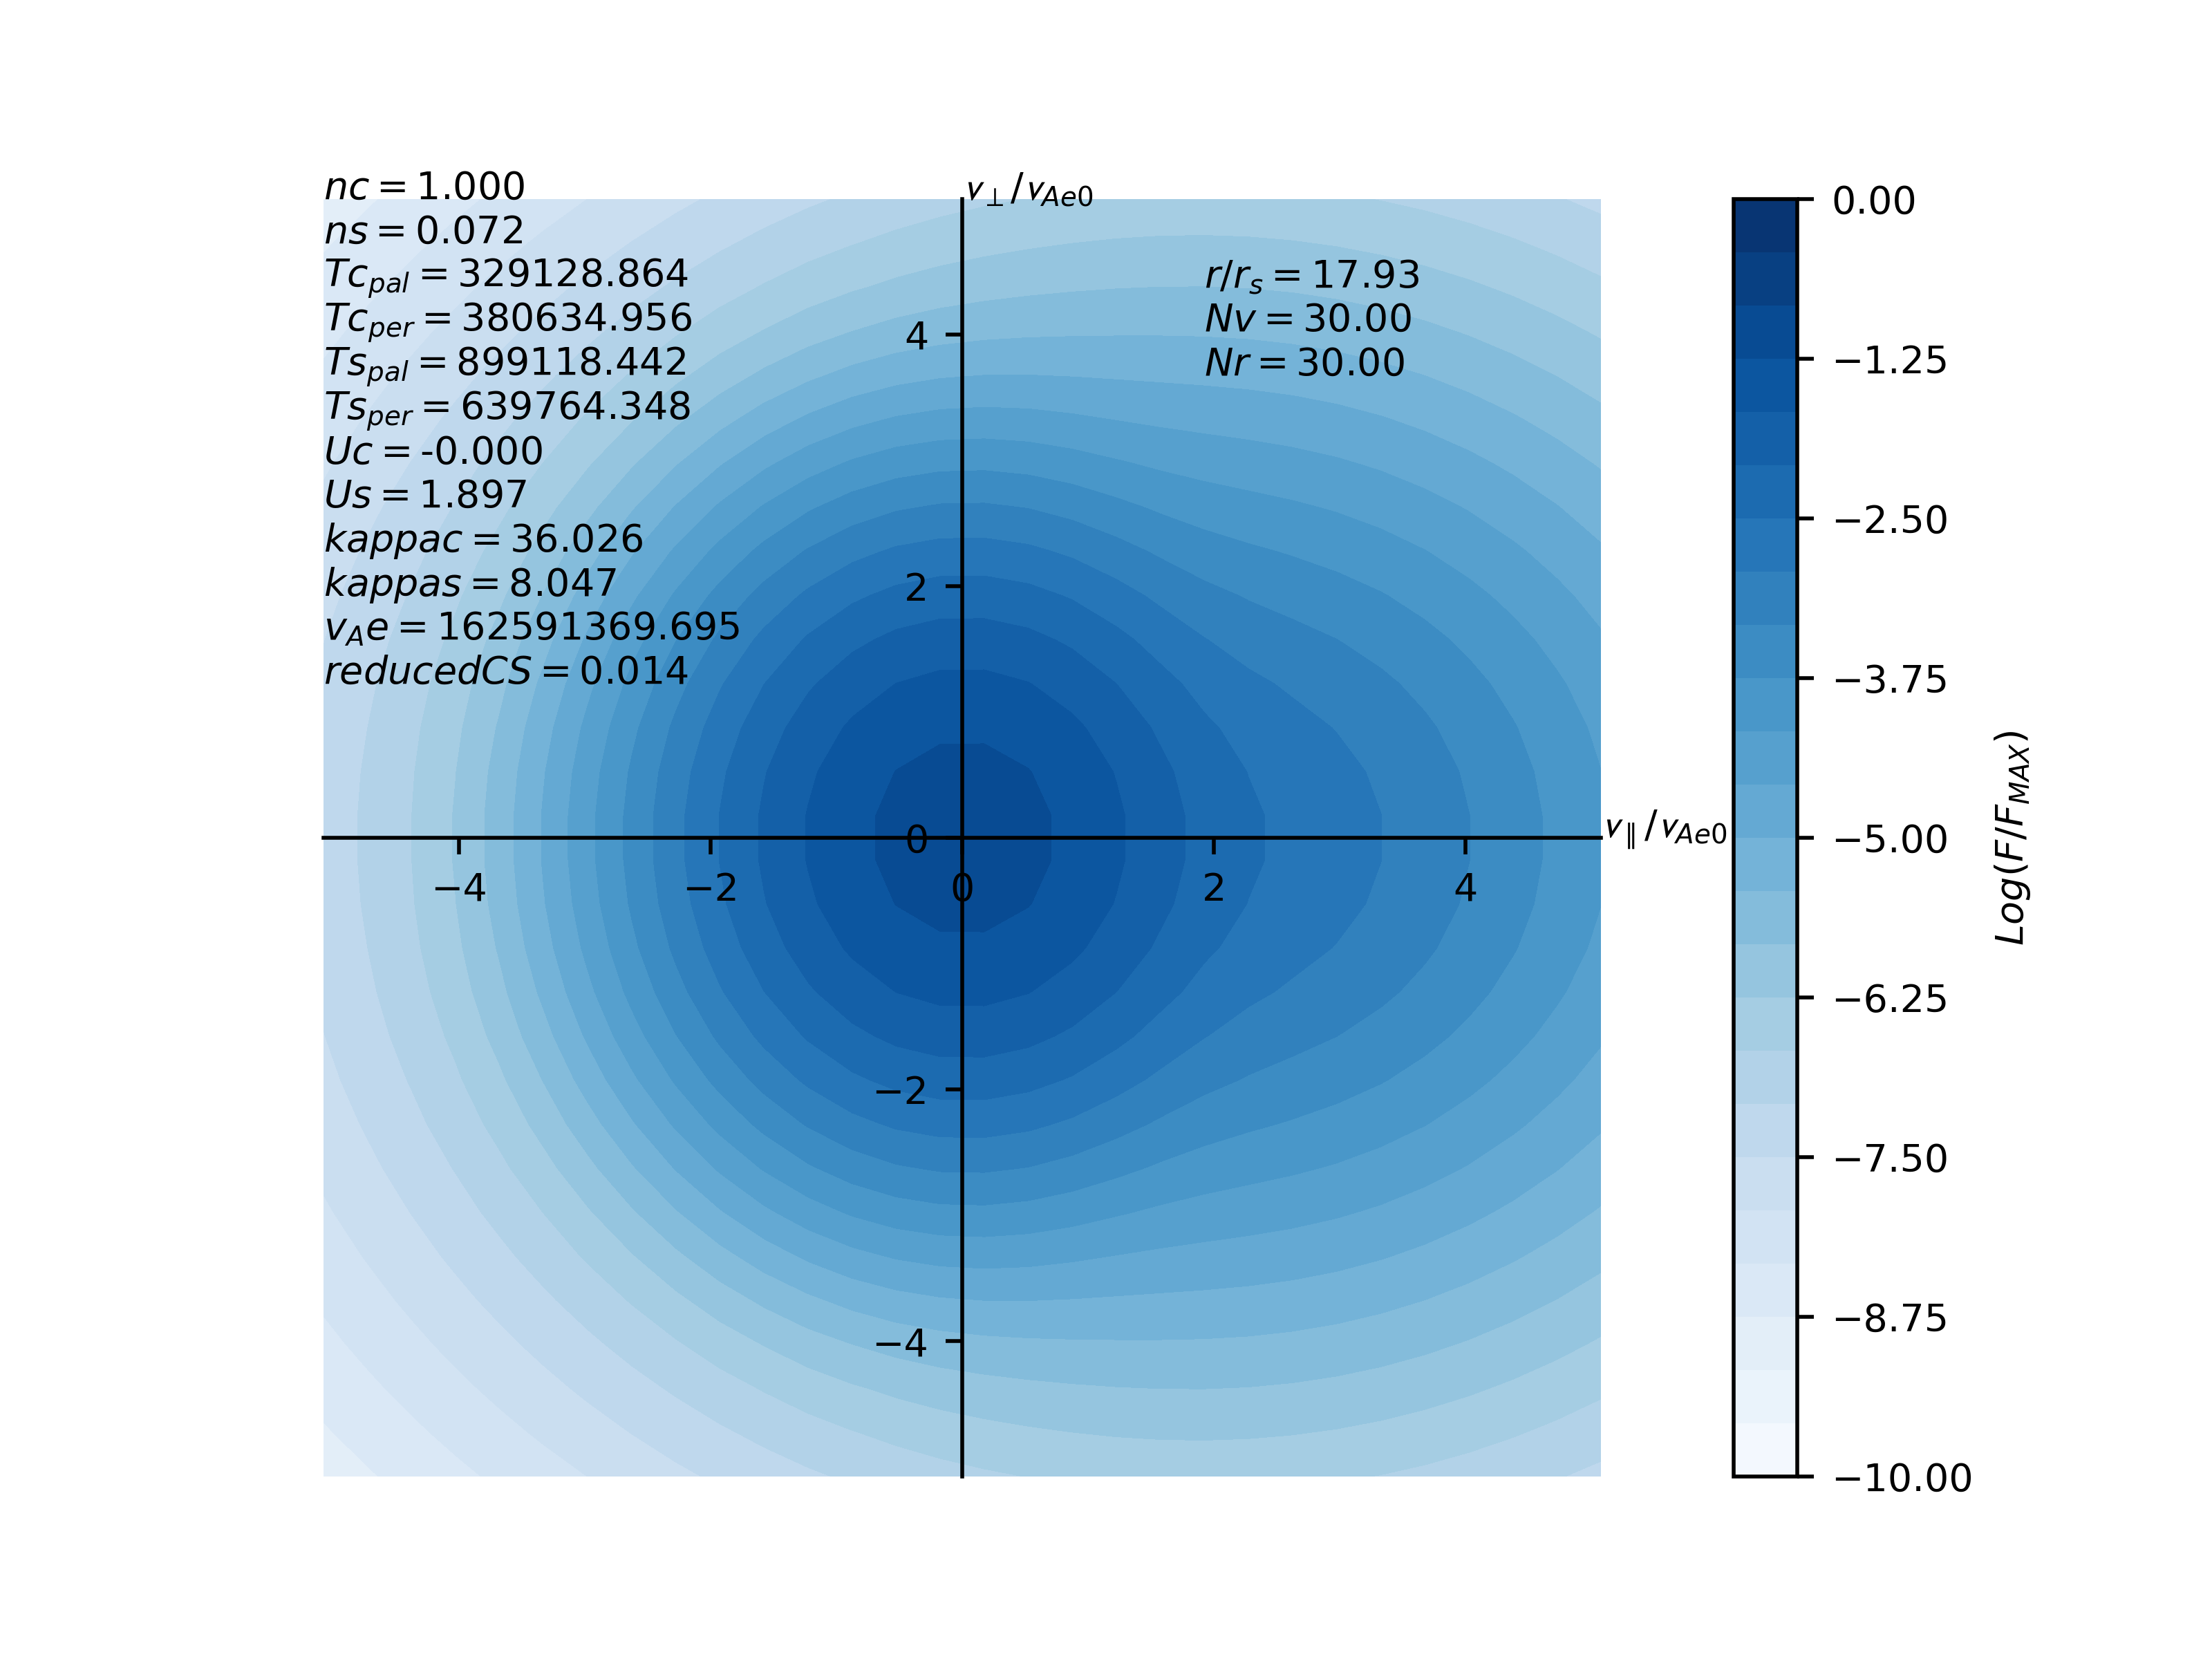 nc = 1.000
ns = 0.072
Tc_pal = 329128.864
Tc_per = 380634.956
Ts_pal = 899118.442
Ts_per = 639764.348
Uc = -0.000
Us = 1.897
kappac = 36.026
kappas = 8.047
v_Ae = 162591369.695
reducedCS = 0.014
v_⊥/v_Ae0
r/r_s = 17.93
Nv = 30.00
Nr = 30.00
4
2
0
−2
−4
−4
−2
0
2
4
v_∥/v_Ae0
0.00
−1.25
−2.50
−3.75
−5.00
−6.25
−7.50
−8.75
−10.00
Log(F/F_MAX)